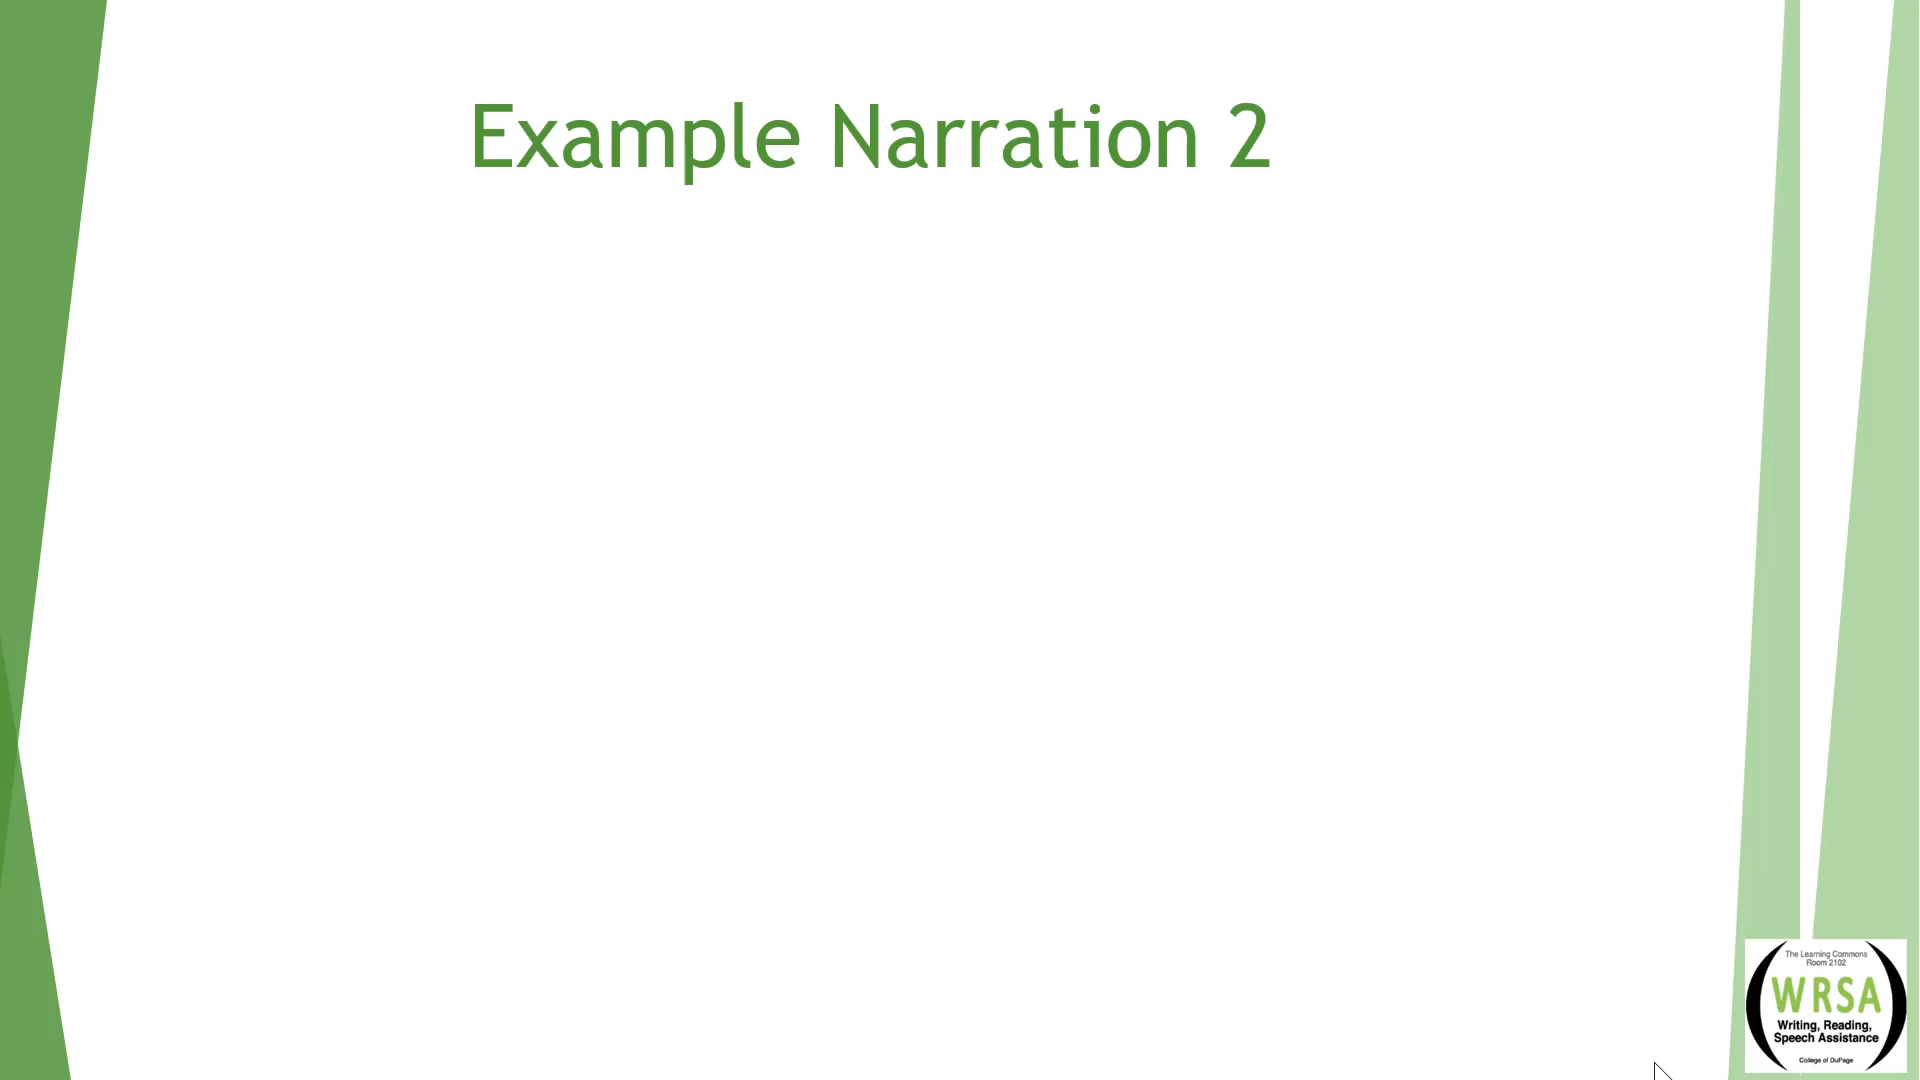 Example Narration 2
The Learning Commons
Room 2102
WRSA
Writing, Reading,
Speech Assistance
College of DuPage